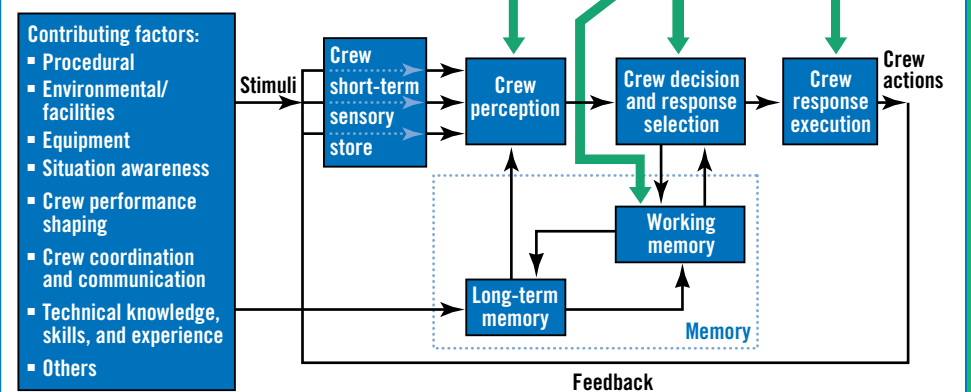 Contributing factors:
▪ Procedural
▪ Environmental/
facilities
▪ Equipment
▪ Situation awareness
▪ Crew performance
shaping
▪ Crew coordination
and communication
▪ Technical knowledge,
skills, and experience
▪ Others
Stimuli
Crew
short-term
sensory
store
Crew
perception
Crew decision
and response
selection
Crew
response
execution
Crew
actions
Working
memory
Long-term
memory
Memory
Feedback